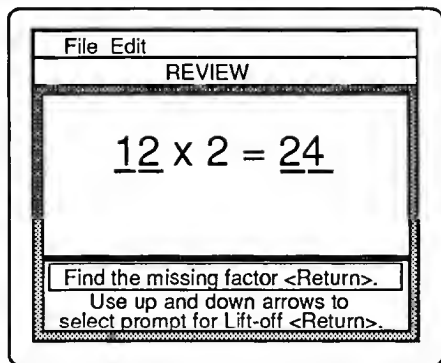 File Edit
REVIEW
12 x 2 = 24
Find the missing factor <Return>.
Use up and down arrows to
select prompt for Lift-off <Return>.